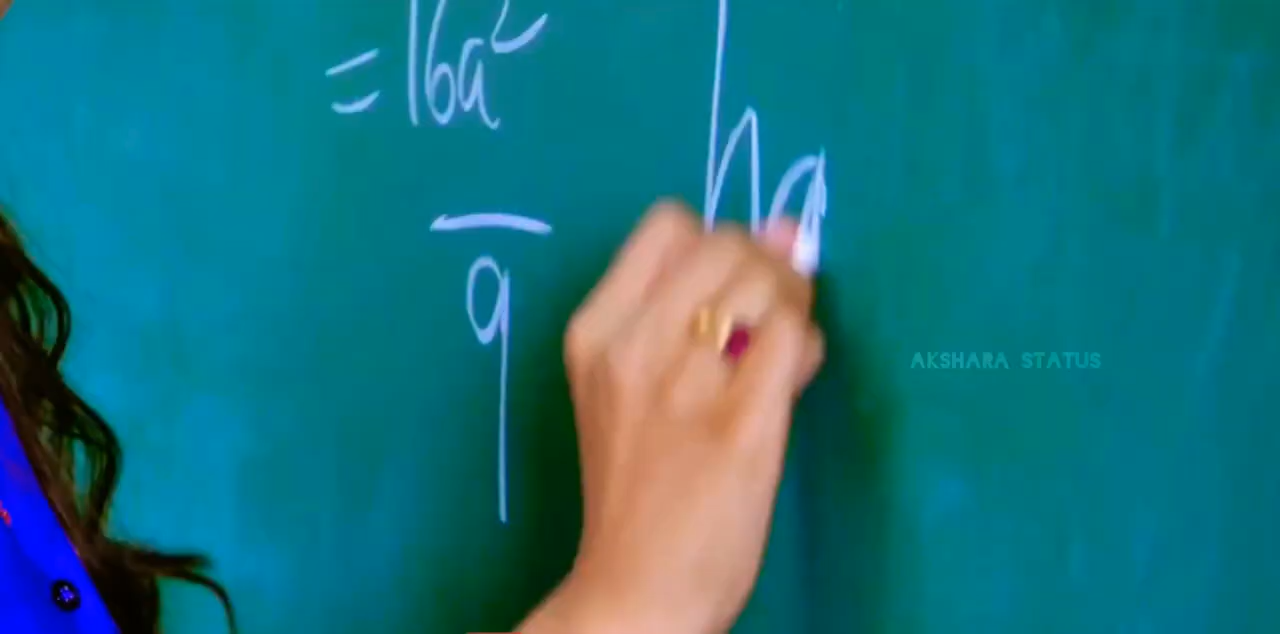 = 16a²
—
9
ha
AKSHARA STATUS